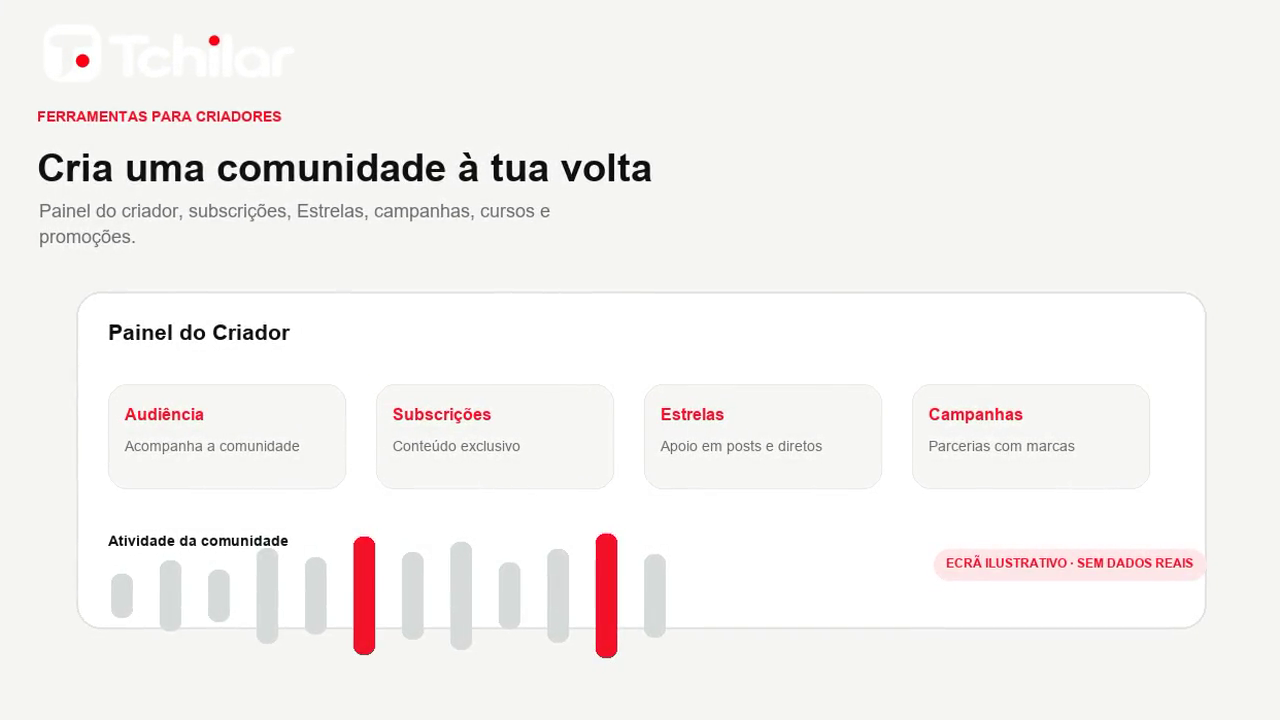 Tchilar
FERRAMENTAS PARA CRIADORES
Cria uma comunidade à tua volta
Painel do criador, subscrições, Estrelas, campanhas, cursos e
promoções.
Painel do Criador
Audiência
Acompanha a comunidade
Subscrições
Conteúdo exclusivo
Estrelas
Apoio em posts e diretos
Campanhas
Parcerias com marcas
Atividade da comunidade
ECRÃ ILUSTRATIVO · SEM DADOS REAIS